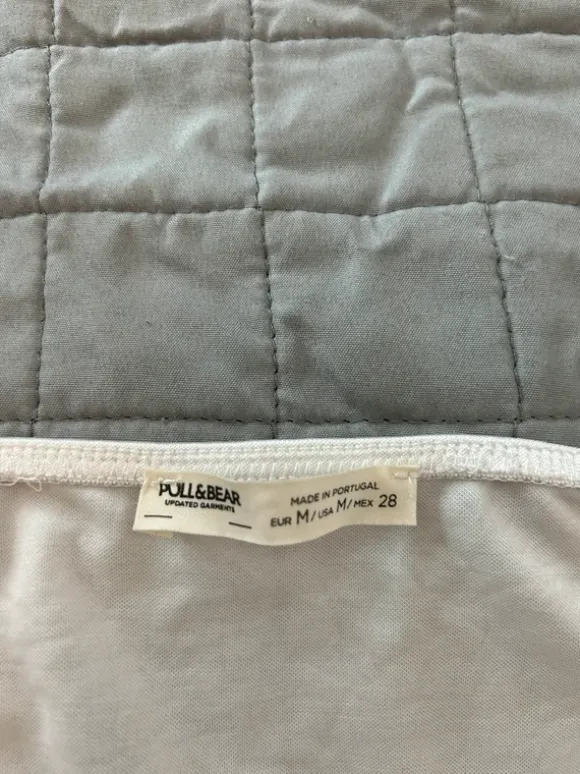 PULL&BEAR
UPDATED GARMENTS
MADE IN PORTUGAL
EUR M/USA M/MEX 28